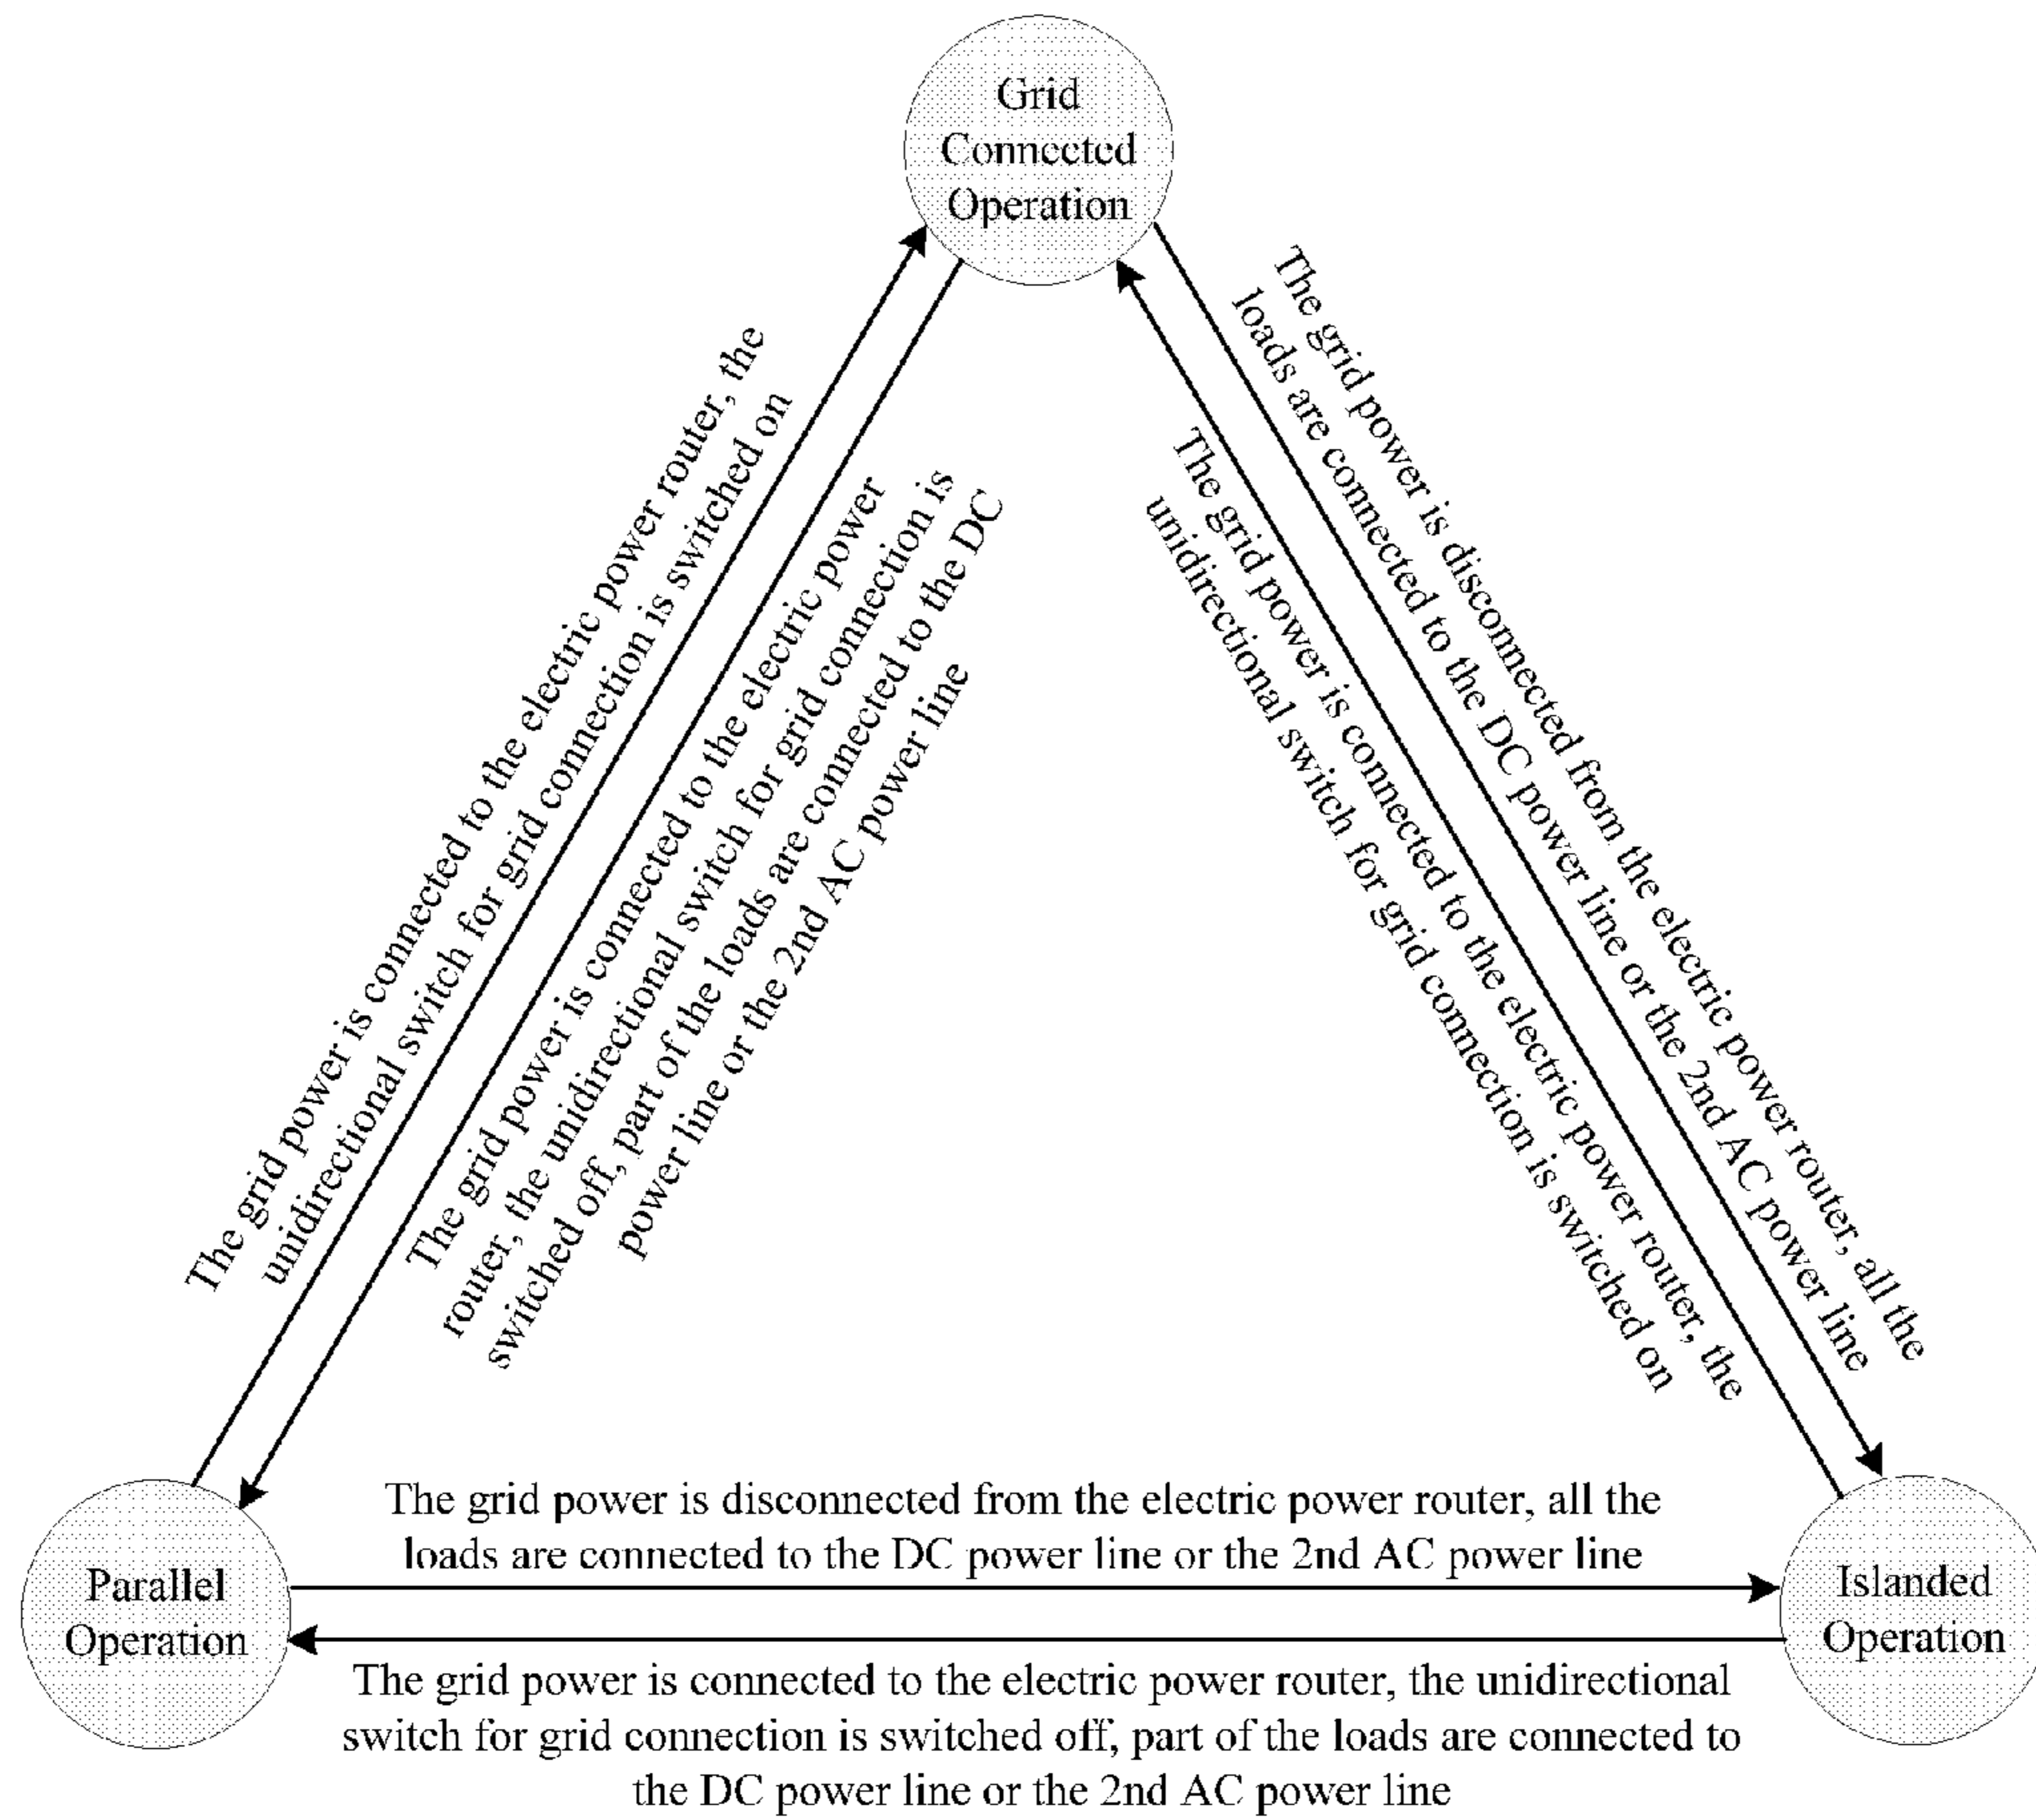 Grid
Connected
Operation
The grid power is connected to the electric power router, the
unidirectional switch for grid connection is switched on
The grid power is connected to the electric power
router, the unidirectional switch for grid connection is
switched off, part of the loads are connected to the DC
power line or the 2nd AC power line
The grid power is disconnected from the electric power router, all the
loads are connected to the DC power line or the 2nd AC power line
The grid power is connected to the electric power router, the
unidirectional switch for grid connection is switched on
Parallel
Operation
The grid power is disconnected from the electric power router, all the
loads are connected to the DC power line or the 2nd AC power line
Islanded
Operation
The grid power is connected to the electric power router, the unidirectional
switch for grid connection is switched off, part of the loads are connected to
the DC power line or the 2nd AC power line